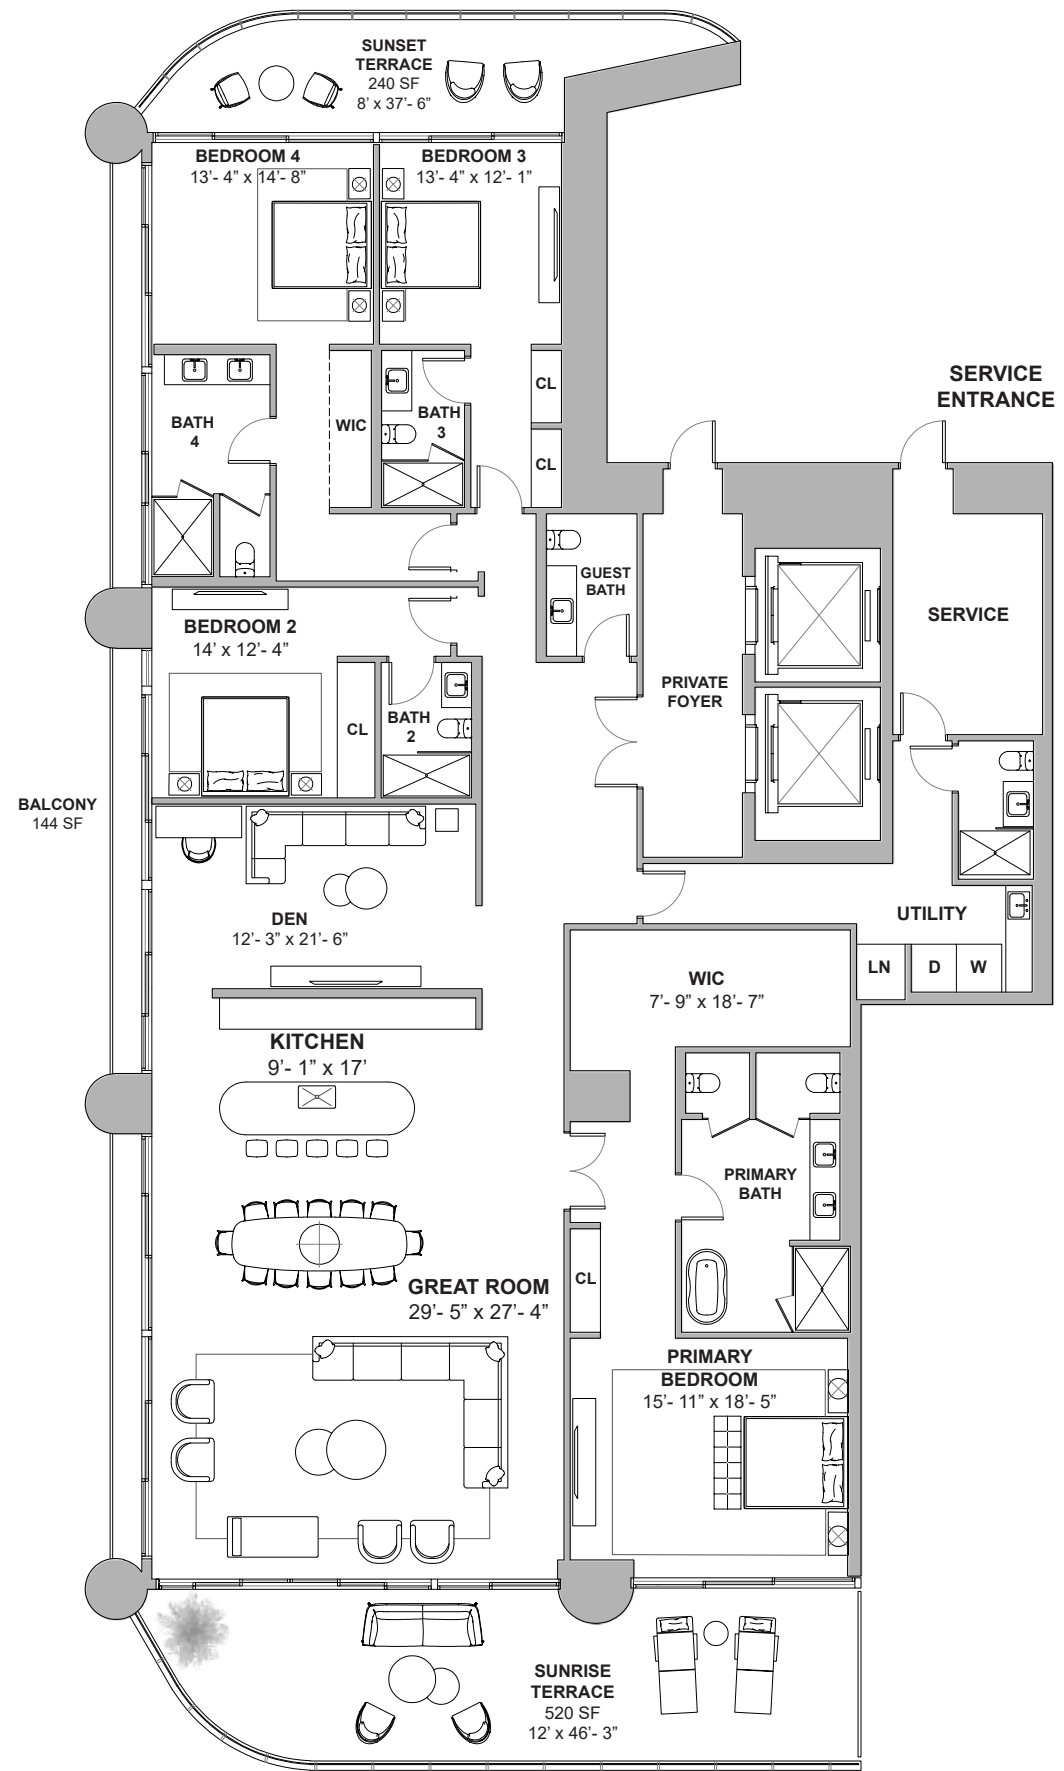 SUNSET
TERRACE
240 SF
8' x 37'- 6”
BEDROOM 4
13'- 4” x 14'- 8”
BEDROOM 3
13'- 4” x 12'- 1”
SERVICE
ENTRANCE
CL
BATH
4
WIC
BATH
3
CL
GUEST
BATH
SERVICE
BEDROOM 2
14' x 12'- 4”
PRIVATE
FOYER
CL
BATH
2
BALCONY
144 SF
DEN
12'- 3” x 21'- 6”
UTILITY
LN
D
W
WIC
7'- 9” x 18'- 7”
KITCHEN
9'- 1” x 17'
PRIMARY
BATH
CL
GREAT ROOM
29'- 5” x 27'- 4”
PRIMARY
BEDROOM
15'- 11” x 18'- 5”
SUNRISE
TERRACE
520 SF
12' x 46'- 3”